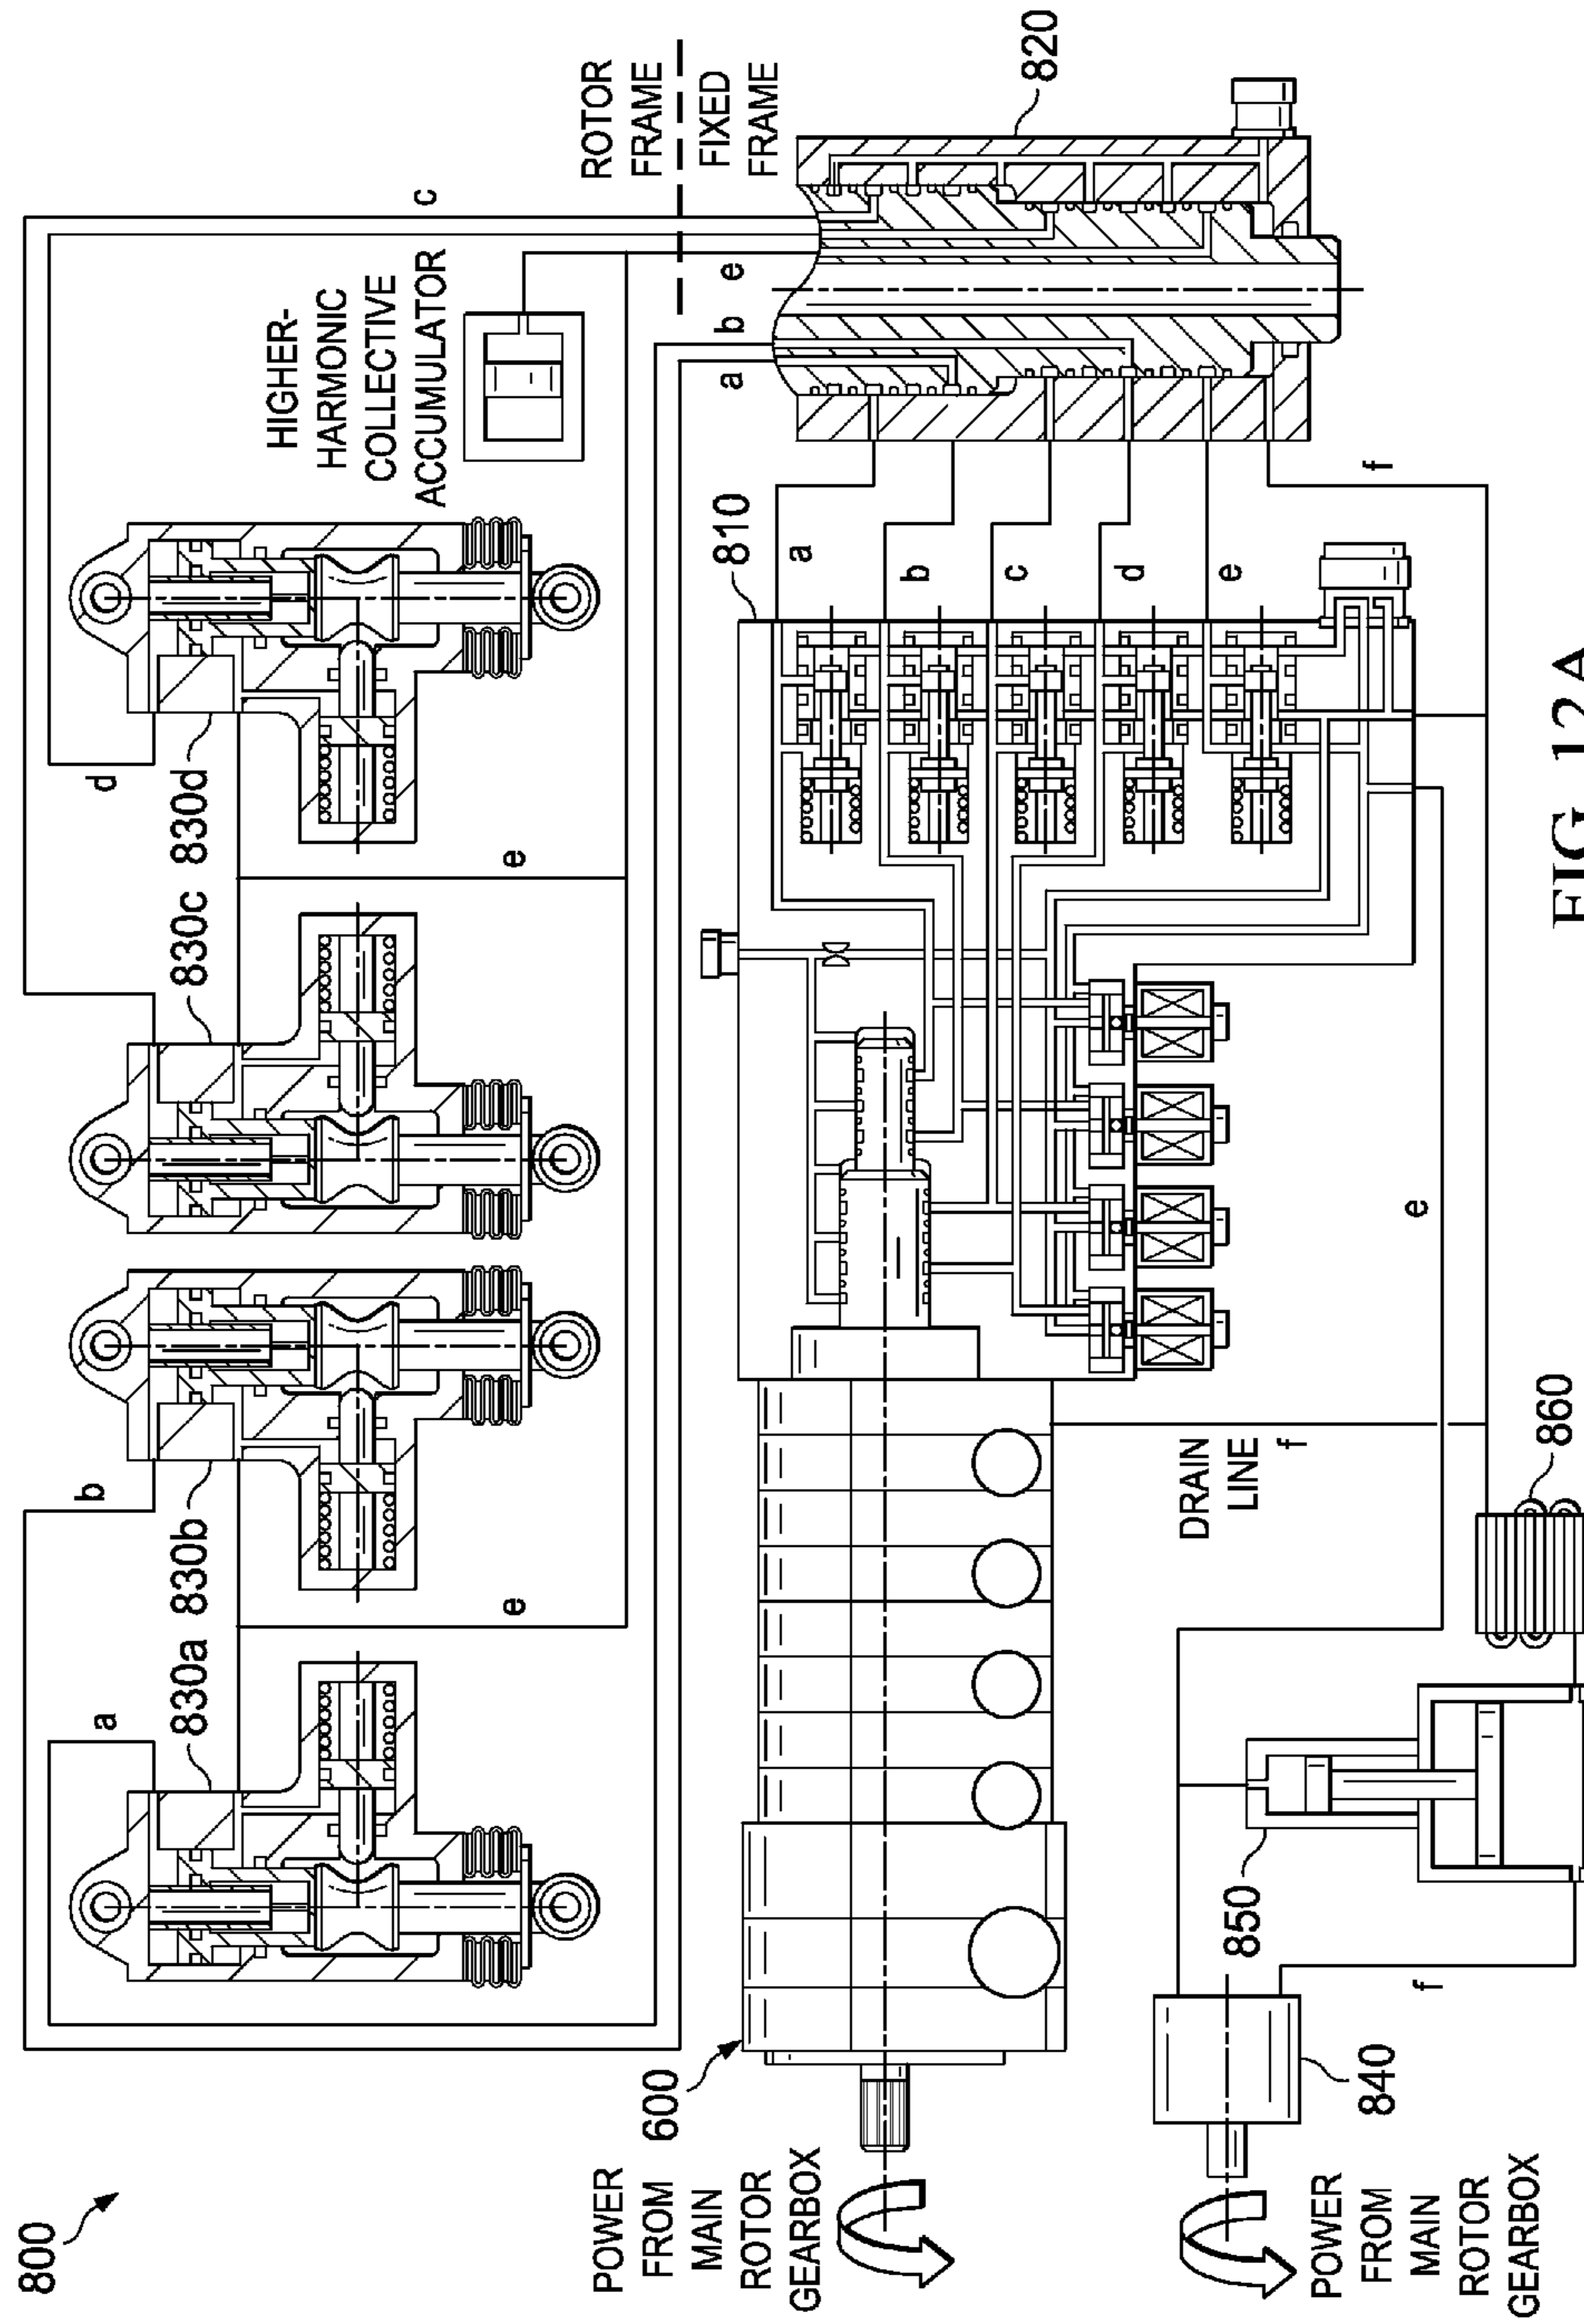 800
a
830a
b
830b
830c
d
830d
c
e
e
HIGHER-
HARMONIC
COLLECTIVE
ACCUMULATOR
ROTOR
FRAME
FIXED
FRAME
a
b
e
820
POWER
FROM
MAIN
ROTOR
GEARBOX
600
810
a
b
c
d
e
f
DRAIN
LINE
f
e
POWER
FROM
MAIN
ROTOR
GEARBOX
840
850
f
860
FIG. 12A